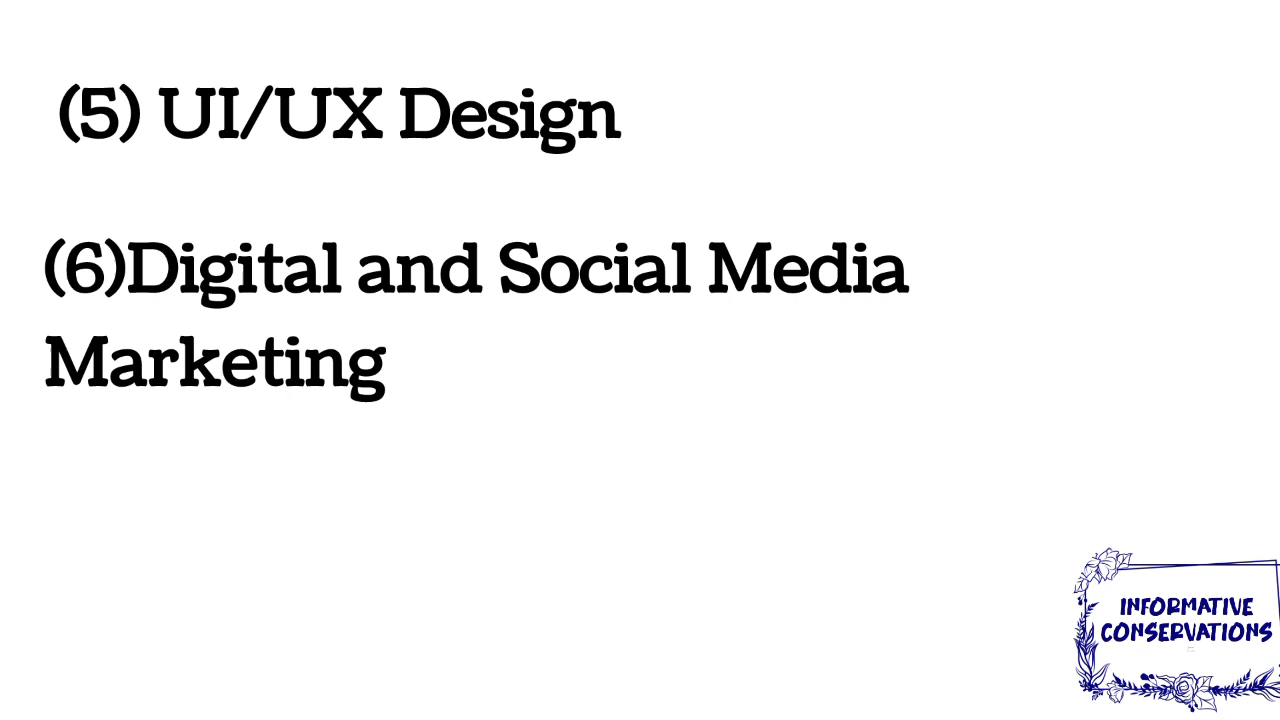 (5) UI/UX Design
(6)Digital and Social Media
Marketing
INFORMATIVE
CONSERVATIONS